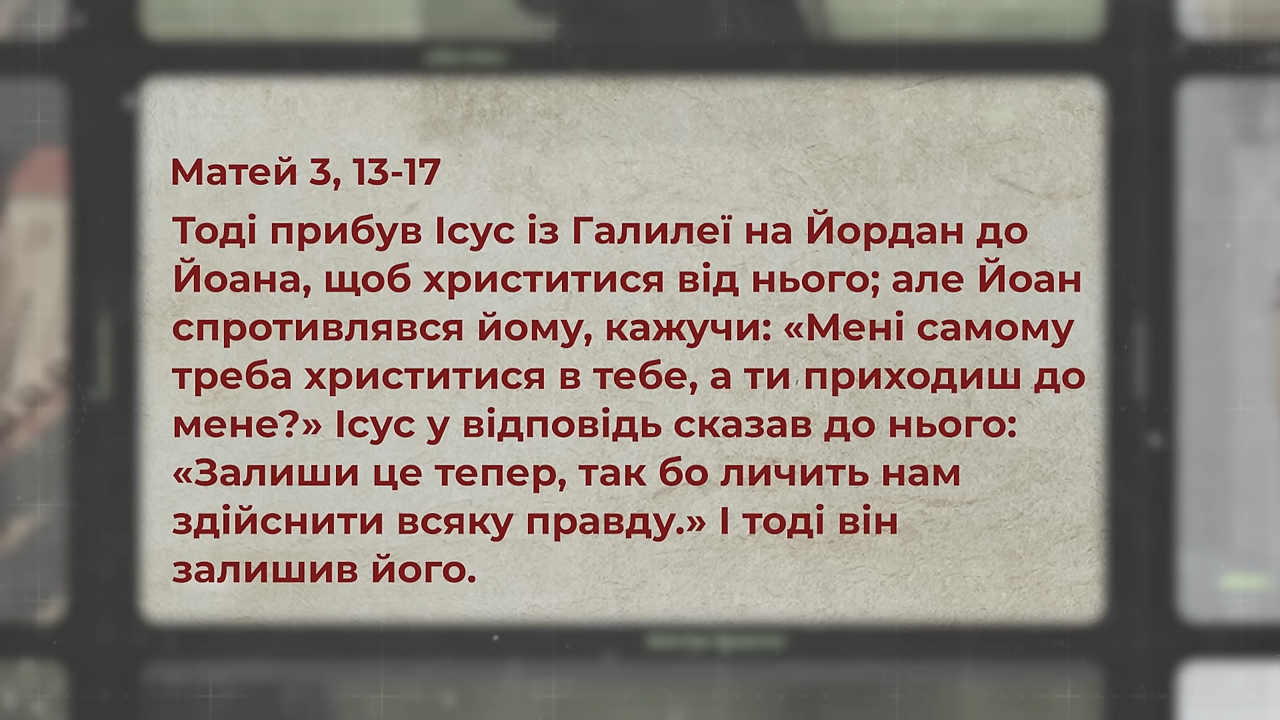 Матей 3, 13-17
Тоді прибув Ісус із Галилеї на Йордан до
Йоана, щоб христитися від нього; але Йоан
спротивлявся йому, кажучи: «Мені самому
треба христитися в тебе, а ти приходиш до
мене?» Ісус у відповідь сказав до нього:
«Залиши це тепер, так бо личить нам
здійснити всяку правду.» І тоді він
залишив його.